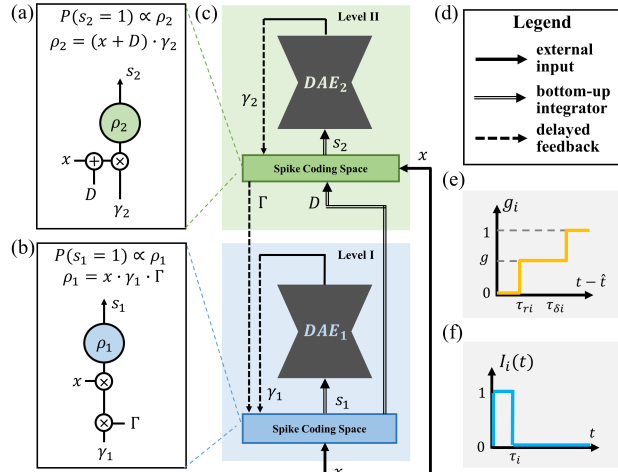 (a)
P(s₂ = 1) ∝ ρ₂
ρ₂ = (x + D) · γ₂
s₂
ρ₂
x
+
×
D
γ₂
(b)
P(s₁ = 1) ∝ ρ₁
ρ₁ = x · γ₁ · Γ
s₁
ρ₁
x
×
×
Γ
γ₁
(c)
Level II
DAE₂
γ₂
s₂
Spike Coding Space
x
Γ
D
Level I
DAE₁
γ₁
s₁
Spike Coding Space
x
(d)
Legend
external
input
bottom-up
integrator
delayed
feedback
(e)
gᵢ
1
g
0
t − t̂
τᵣᵢ
τ_δᵢ
(f)
Iᵢ(t)
1
0
τᵢ
t